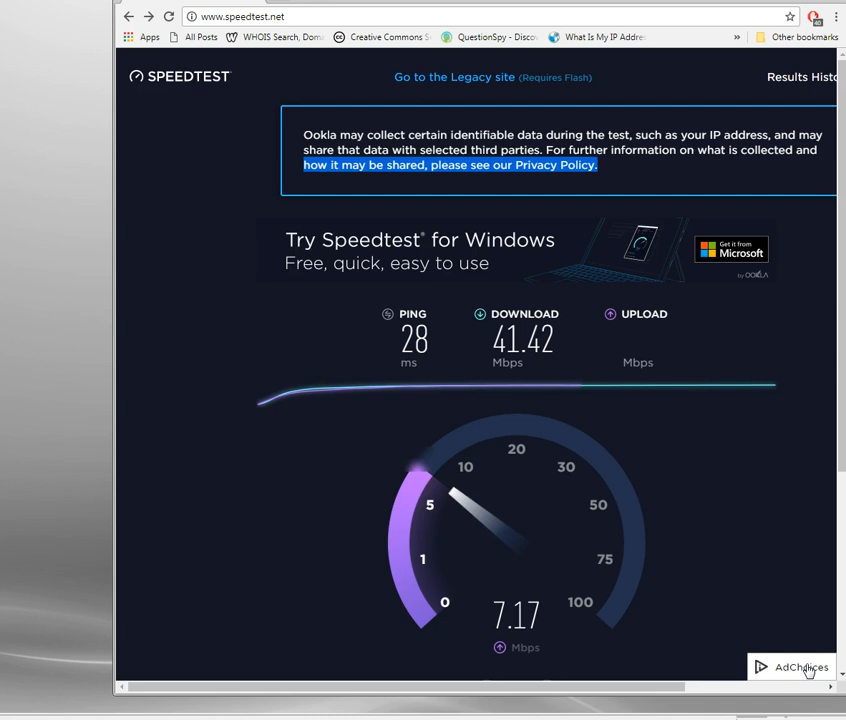 www.speedtest.net
40
Apps All Posts WHOIS Search, Dom Creative Commons S QuestionSpy - Disco What Is My IP Addre » Other bookmarks
SPEEDTEST
Go to the Legacy site (Requires Flash)
Results Histo
Ookla may collect certain identifiable data during the test, such as your IP address, and may
share that data with selected third parties. For further information on what is collected and
how it may be shared, please see our Privacy Policy.
Try Speedtest® for Windows
Free, quick, easy to use
Get it from
Microsoft
by OOKLA
PING DOWNLOAD UPLOAD
28 41.42
ms Mbps Mbps
20
10 30
5 50
1 75
0 100
7.17
Mbps
AdChoices